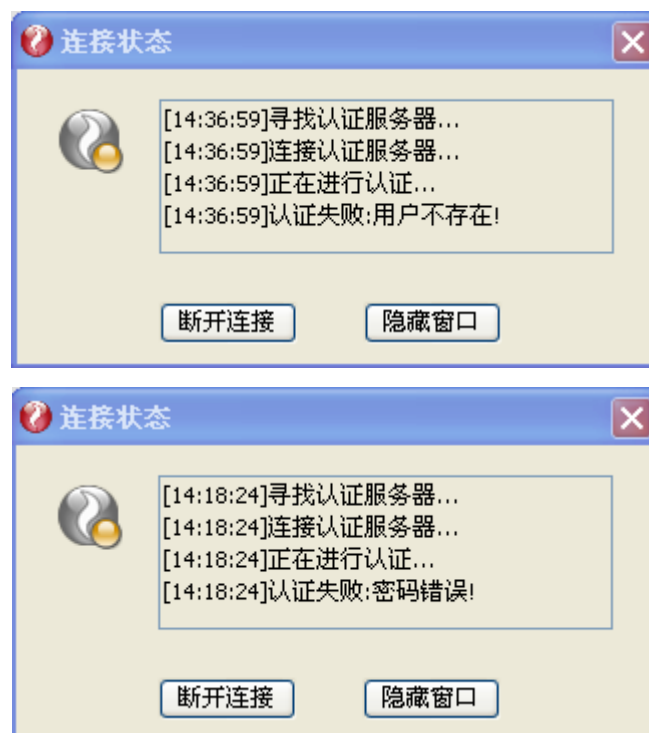 连接状态
[14:36:59]寻找认证服务器...
[14:36:59]连接认证服务器...
[14:36:59]正在进行认证...
[14:36:59]认证失败:用户不存在!
断开连接
隐藏窗口
连接状态
[14:18:24]寻找认证服务器...
[14:18:24]连接认证服务器...
[14:18:24]正在进行认证...
[14:18:24]认证失败:密码错误!
断开连接
隐藏窗口